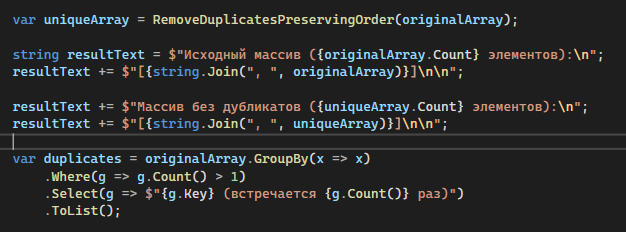 var uniqueArray = RemoveDuplicatesPreservingOrder(originalArray);
string resultText = $"Исходный массив ({originalArray.Count} элементов):\n";
resultText += $"[{string.Join(", ", originalArray)}]\n\n";
resultText += $"Массив без дубликатов ({uniqueArray.Count} элементов):\n";
resultText += $"[{string.Join(", ", uniqueArray)}]\n\n";
var duplicates = originalArray.GroupBy(x => x)
.Where(g => g.Count() > 1)
.Select(g => $"{g.Key} (встречается {g.Count()} раз)")
.ToList();